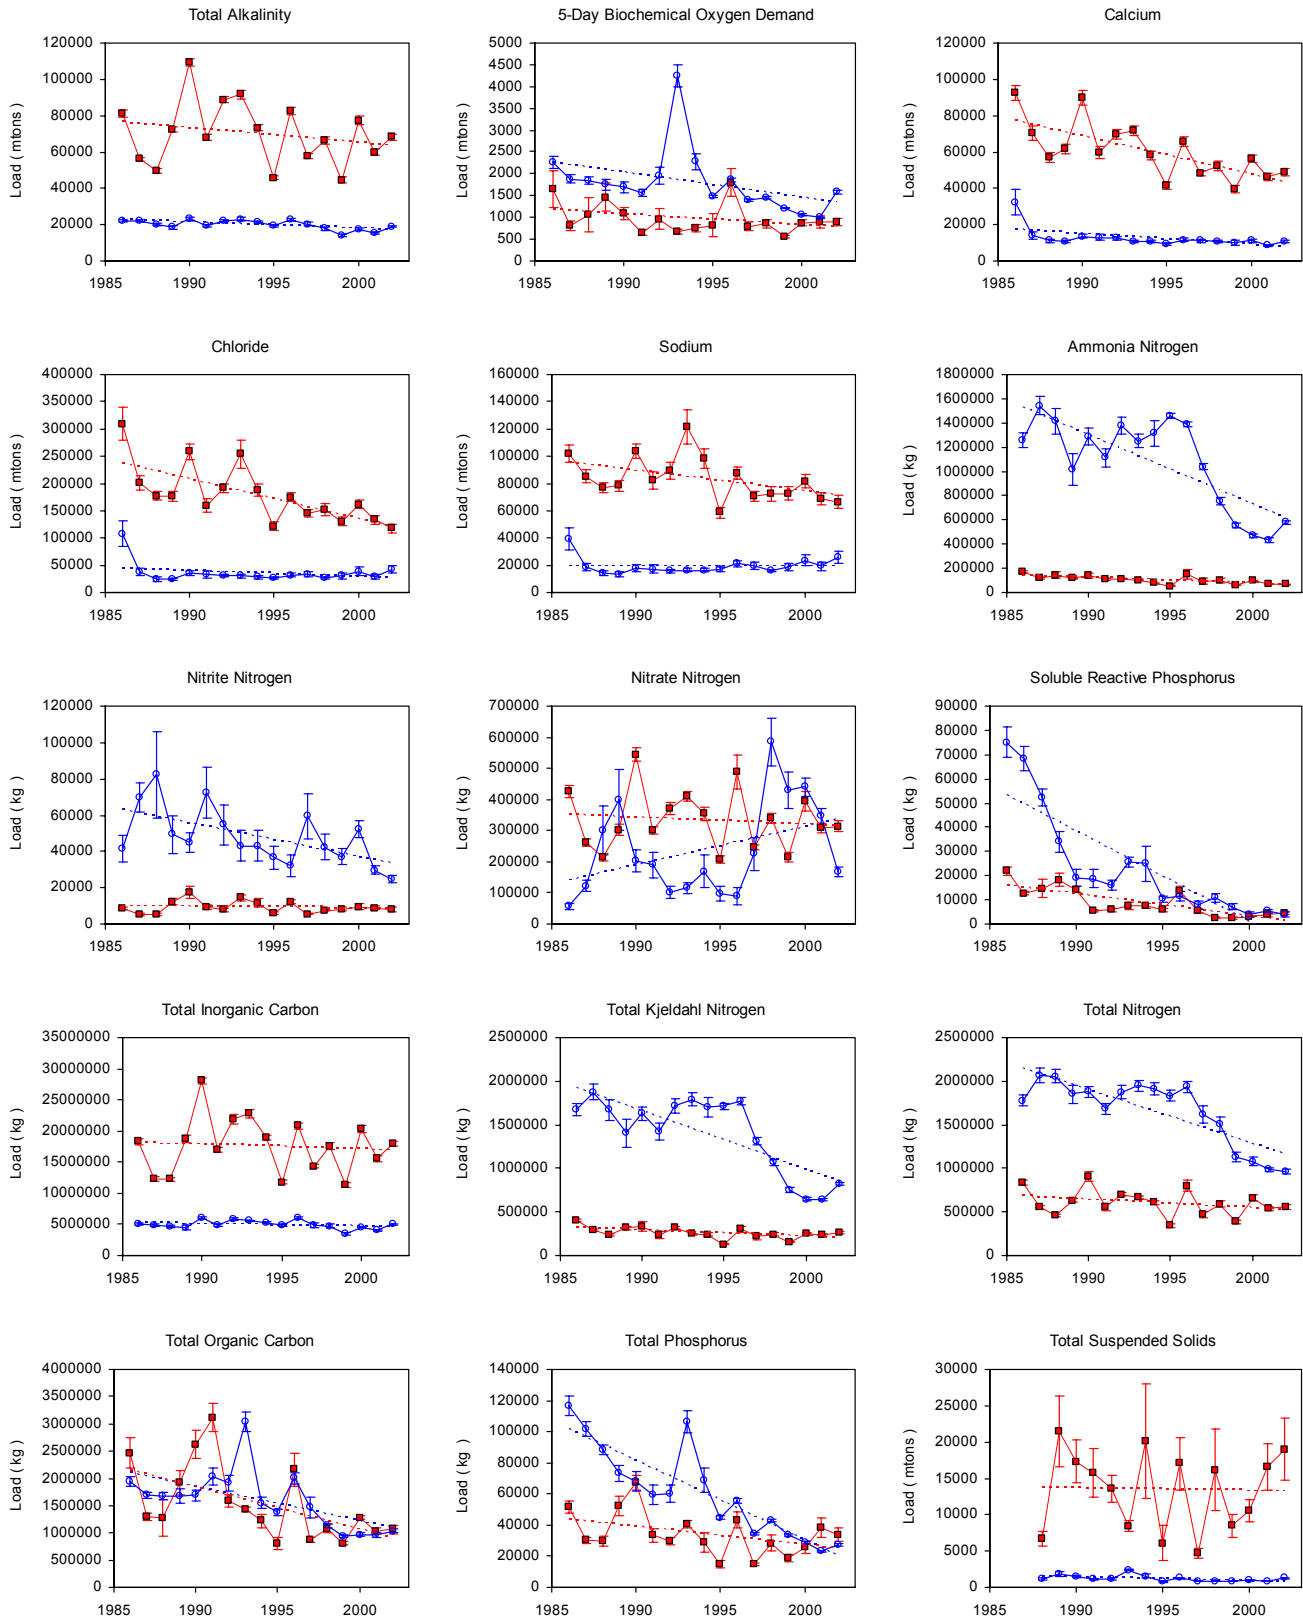 Total Alkalinity
5-Day Biochemical Oxygen Demand
Calcium
Load ( mtons)
120000
100000
80000
60000
40000
20000
0
1985 1990 1995 2000
Load ( mtons)
5000
4500
4000
3500
3000
2500
2000
1500
1000
500
0
1985 1990 1995 2000
Load ( mtons)
120000
100000
80000
60000
40000
20000
0
1985 1990 1995 2000
Chloride
Sodium
Ammonia Nitrogen
Load ( mtons)
400000
350000
300000
250000
200000
150000
100000
50000
0
1985 1990 1995 2000
Load ( mtons)
160000
140000
120000
100000
80000
60000
40000
20000
0
1985 1990 1995 2000
Load ( kg)
1800000
1600000
1400000
1200000
1000000
800000
600000
400000
200000
0
1985 1990 1995 2000
Nitrite Nitrogen
Nitrate Nitrogen
Soluble Reactive Phosphorus
Load ( kg )
120000
100000
80000
60000
40000
20000
0
1985 1990 1995 2000
Load ( kg )
700000
600000
500000
400000
300000
200000
100000
0
1985 1990 1995 2000
Load ( kg )
90000
80000
70000
60000
50000
40000
30000
20000
10000
0
1985 1990 1995 2000
Total Inorganic Carbon
Total Kjeldahl Nitrogen
Total Nitrogen
Load ( kg )
35000000
30000000
25000000
20000000
15000000
10000000
5000000
0
1985 1990 1995 2000
Load ( kg )
2500000
2000000
1500000
1000000
500000
0
1985 1990 1995 2000
Load ( kg )
2500000
2000000
1500000
1000000
500000
0
1985 1990 1995 2000
Total Organic Carbon
Total Phosphorus
Total Suspended Solids
Load ( kg )
4000000
3500000
3000000
2500000
2000000
1500000
1000000
500000
0
1985 1990 1995 2000
Load ( kg )
140000
120000
100000
80000
60000
40000
20000
0
1985 1990 1995 2000
Load ( mtons)
30000
25000
20000
15000
10000
5000
0
1985 1990 1995 2000